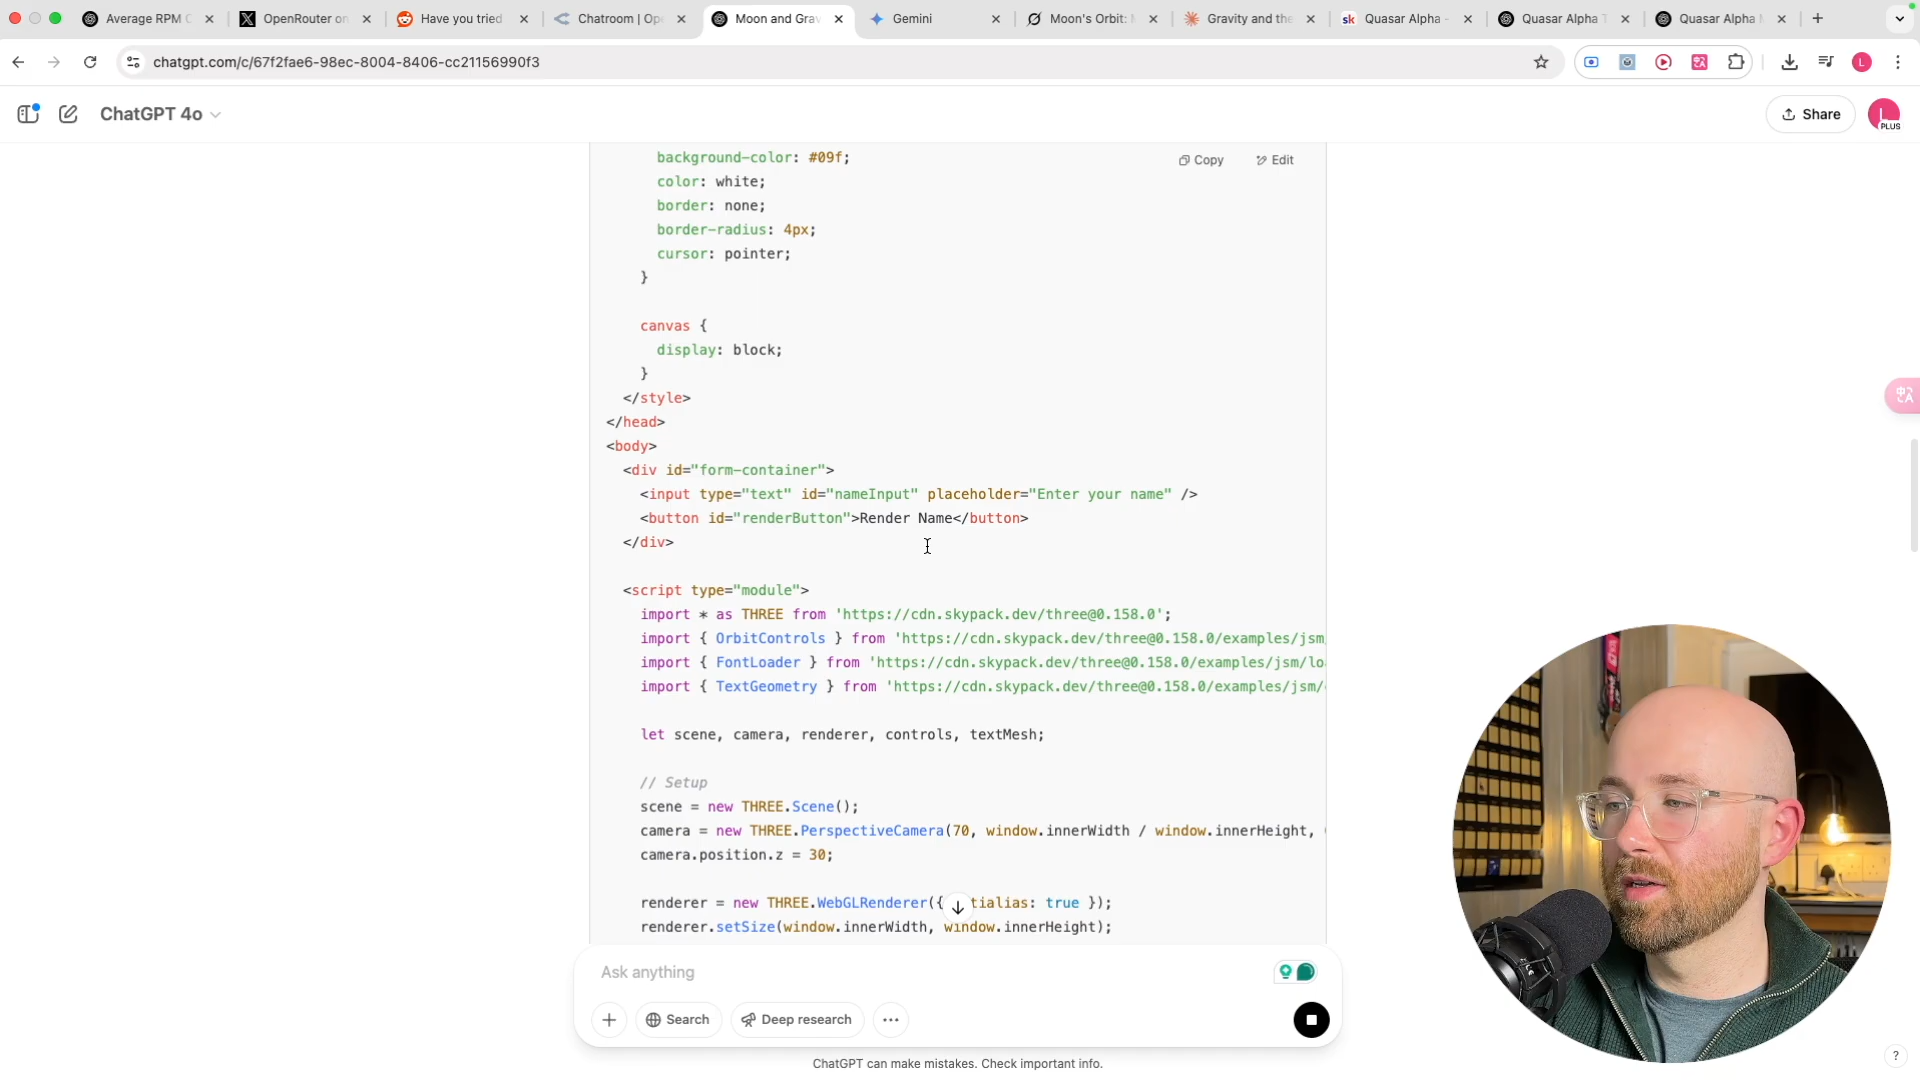 Average RPM C
OpenRouter on
Have you tried
Chatroom | Ope
Moon and Grav
Gemini
Moon's Orbit: M
Gravity and the
Quasar Alpha -
Quasar Alpha T
Quasar Alpha M
chatgpt.com/c/67f2fae6-98ec-8004-8406-cc21156990f3
L
ChatGPT 4o
Share
L
PLUS
background-color: #09f;
Copy
Edit
color: white;
border: none;
border-radius: 4px;
cursor: pointer;
}
canvas {
display: block;
}
</style>
</head>
<body>
<div id="form-container">
<input type="text" id="nameInput" placeholder="Enter your name" />
<button id="renderButton">Render Name</button>
</div>
<script type="module">
import * as THREE from 'https://cdn.skypack.dev/three@0.158.0';
import { OrbitControls } from 'https://cdn.skypack.dev/three@0.158.0/examples/jsm/
import { FontLoader } from 'https://cdn.skypack.dev/three@0.158.0/examples/jsm/lo
import { TextGeometry } from 'https://cdn.skypack.dev/three@0.158.0/examples/jsm/
let scene, camera, renderer, controls, textMesh;
// Setup
scene = new THREE.Scene();
camera = new THREE.PerspectiveCamera(70, window.innerWidth / window.innerHeight,
camera.position.z = 30;
renderer = new THREE.WebGLRenderer({ tialias: true });
renderer.setSize(window.innerWidth, window.innerHeight);
Ask anything
Search
Deep research
ChatGPT can make mistakes. Check important info.
?